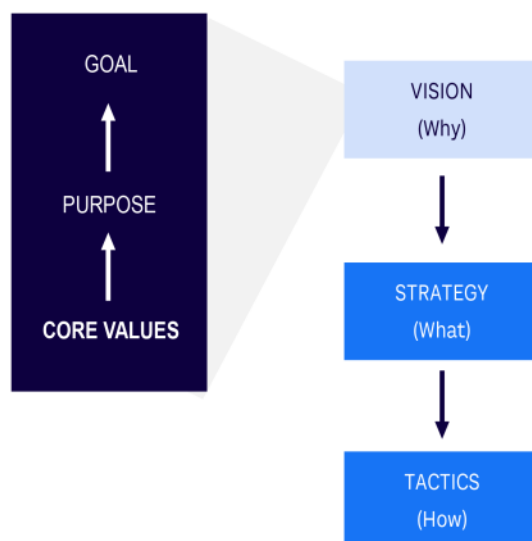 GOAL
PURPOSE
CORE VALUES
VISION
(Why)
STRATEGY
(What)
TACTICS
(How)